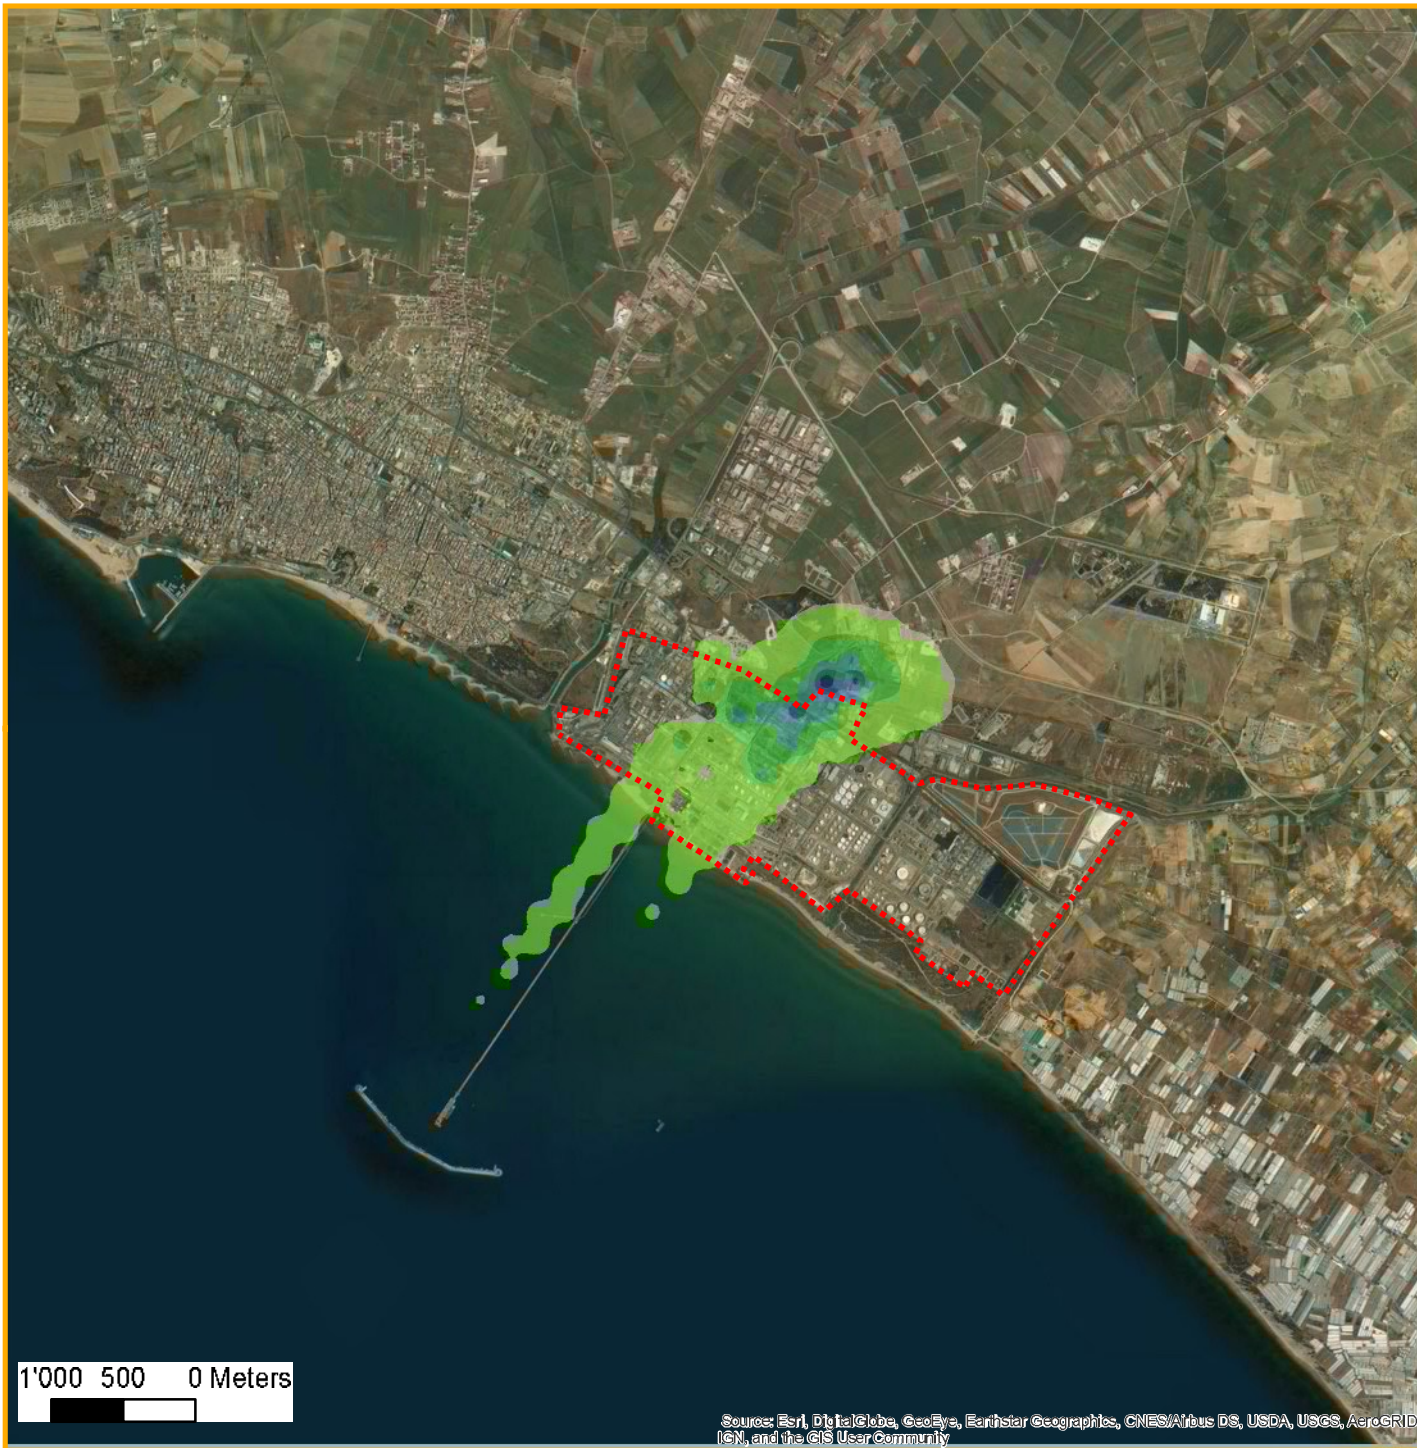 1'000 500 0 Meters
Source: Esri, DigitalGlobe, GeoEye, Earthstar Geographics, CNES/Airbus DS, USDA, USGS, AeroGRID
IGN, and the GIS User Community